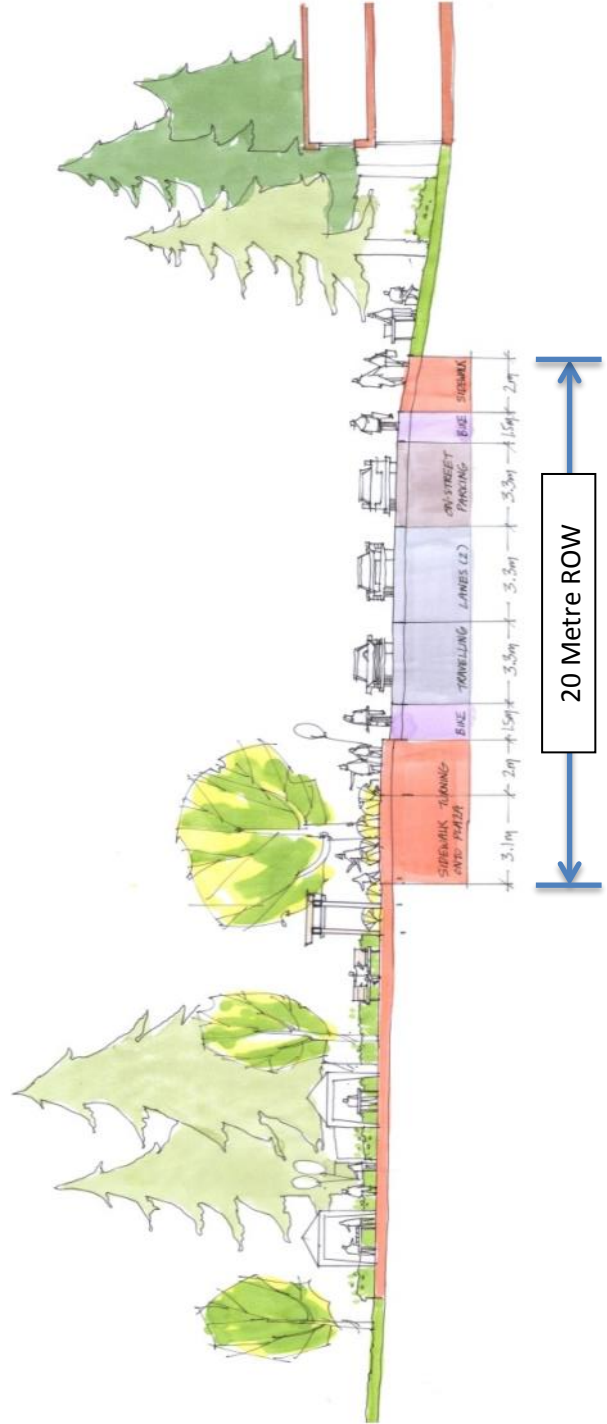 SIDEWALK TURNING
ONTO PLAZA
BIKE
TRAVELLING LANES (2)
ON-STREET
PARKING
BIKE
SIDEWALK
3.1m
2m
1.5m
3.3m
3.3m
3.3m
1.5m
2m
20 Metre ROW